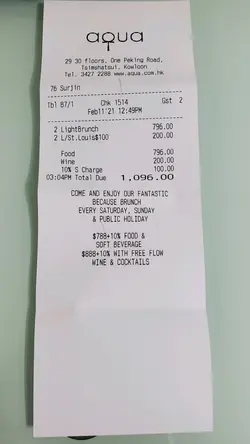 aqua
29 30 floors, One Peking Road,
Tsimshatsui, Kowloon
Tel. 3427 2288 www.aqua.com.hk
76 Surjin
Tbl 87/1 Chk 1514 Gst 2
Feb11'21 12:49PM
2 LightBrunch 796.00
2 L/St.Louis$100 200.00
Food 796.00
Wine 200.00
10% S Charge 100.00
03:04PM Total Due 1,096.00
COME AND ENJOY OUR FANTASTIC
BECAUSE BRUNCH
EVERY SATURDAY, SUNDAY
& PUBLIC HOLIDAY
$788+10% FOOD &
SOFT BEVERAGE
$888+10% WITH FREE FLOW
WINE & COCKTAILS